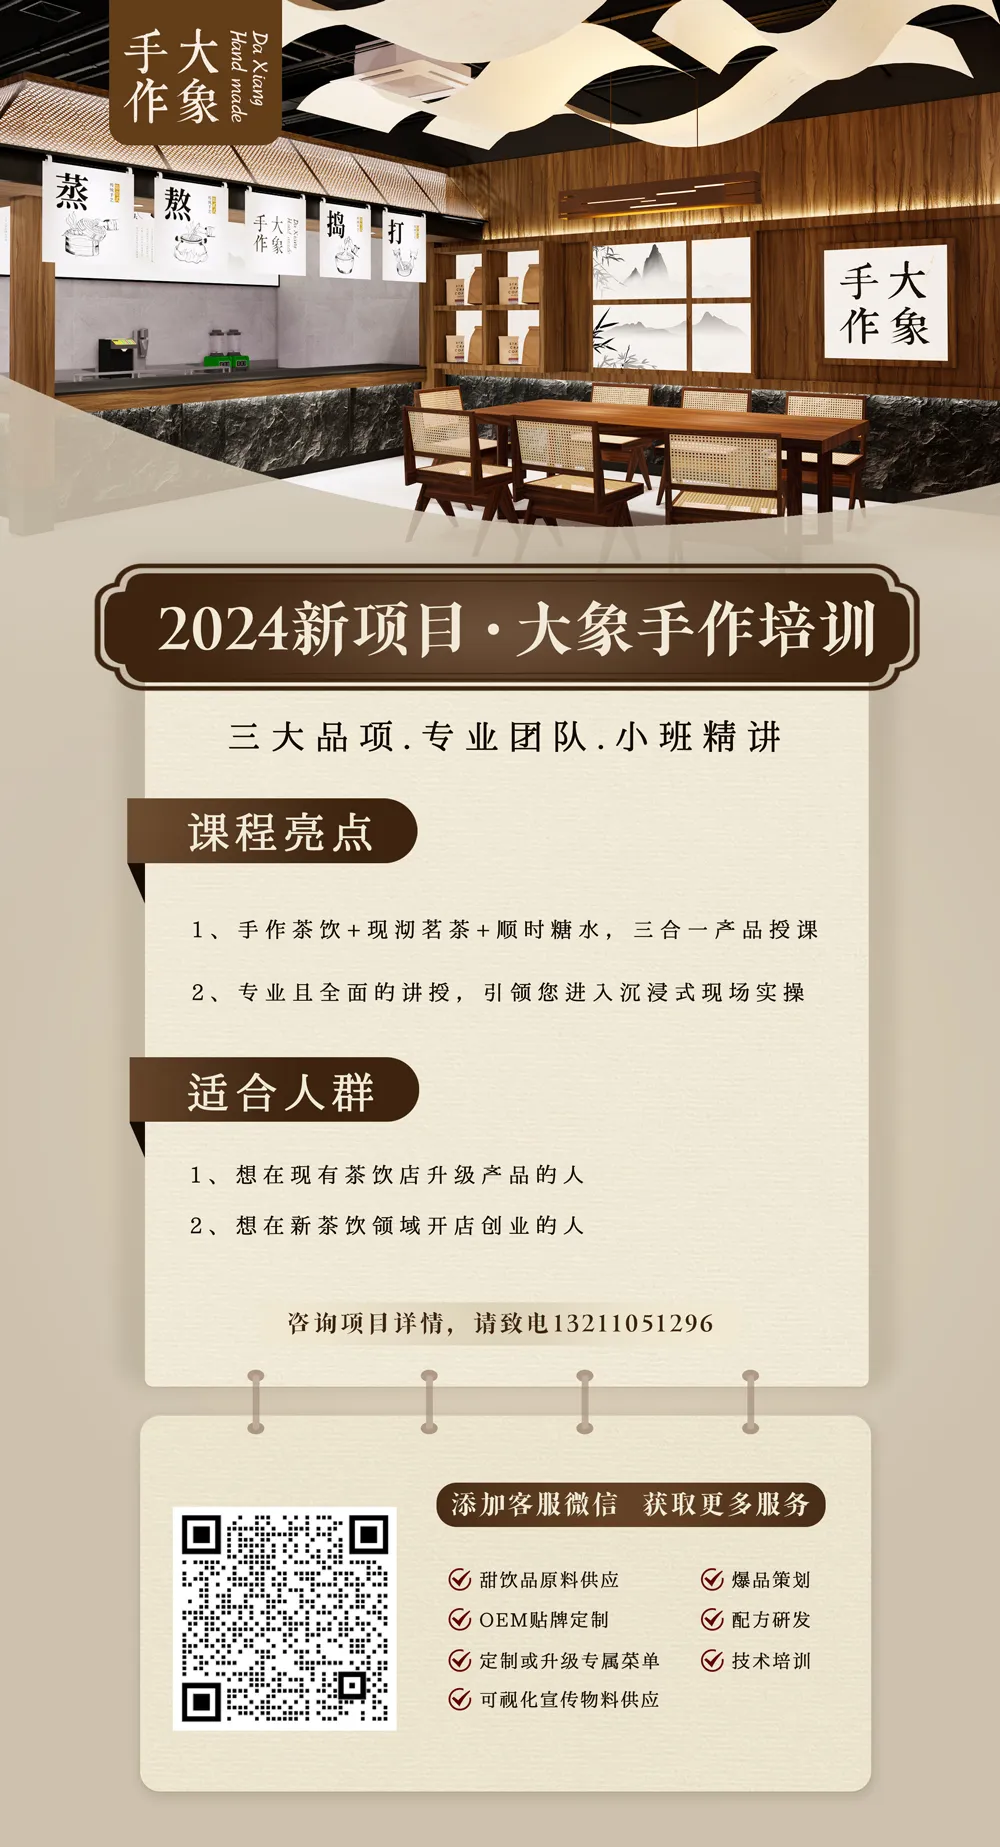 大象
手作
Da Xiang
Hand made
蒸
熬
大象
手作
Da Xiang
Hand made
捣
打
大象
手作
2024新项目·大象手作培训
三大品项.专业团队.小班精讲
课程亮点
1、手作茶饮+现沏茗茶+顺时糖水，三合一产品授课
2、专业且全面的讲授，引领您进入沉浸式现场实操
适合人群
1、想在现有茶饮店升级产品的人
2、想在新茶饮领域开店创业的人
咨询项目详情，请致电13211051296
添加客服微信 获取更多服务
甜饮品原料供应
爆品策划
OEM贴牌定制
配方研发
定制或升级专属菜单
技术培训
可视化宣传物料供应